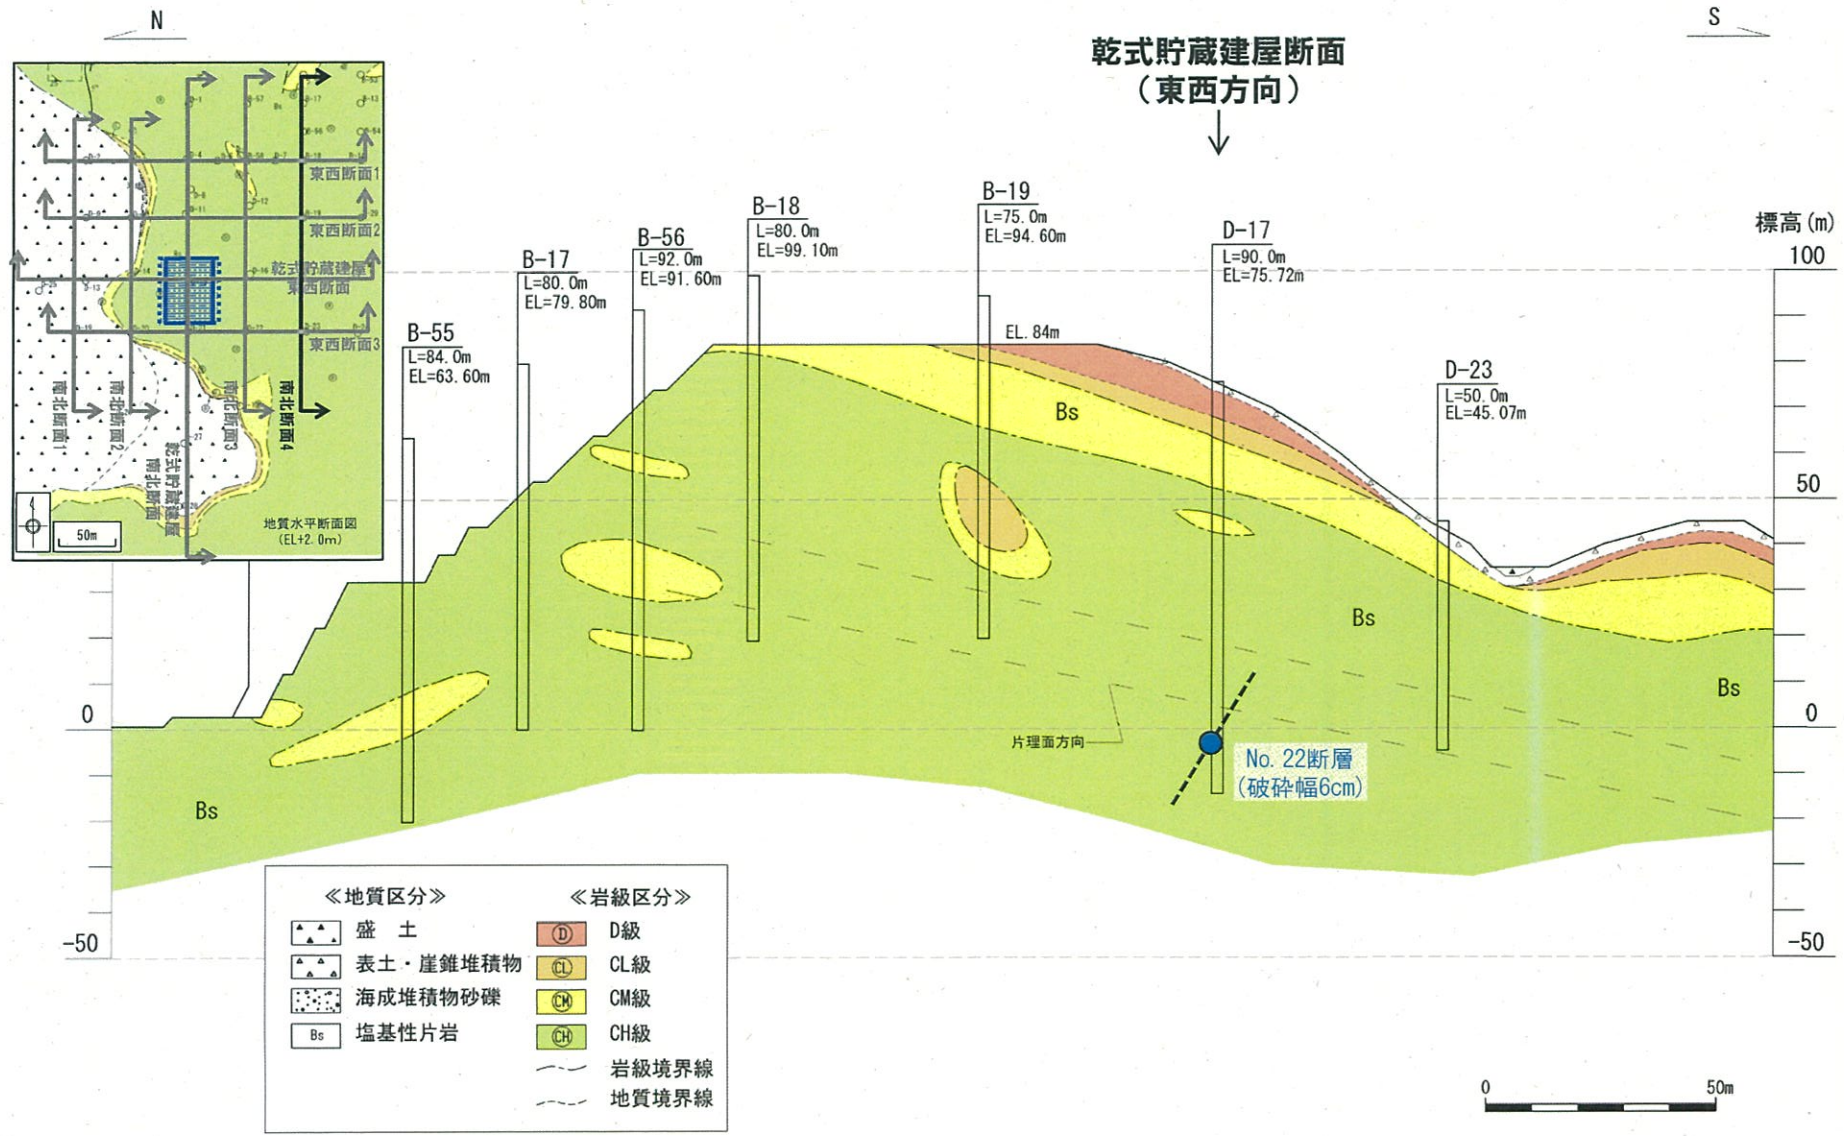 N
S
乾式貯蔵建屋断面
(東西方向)
標高(m)
100
50
0
-50
0
-50
B-55
L=84.0m
EL=63.60m
B-17
L=80.0m
EL=79.80m
B-56
L=92.0m
EL=91.60m
B-18
L=80.0m
EL=99.10m
B-19
L=75.0m
EL=94.60m
D-17
L=90.0m
EL=75.72m
D-23
L=50.0m
EL=45.07m
EL.84m
Bs
Bs
Bs
Bs
片理面方向
No.22断層
(破砕幅6cm)
東西断面1
東西断面2
乾式貯蔵建屋
東西断面
東西断面3
南北断面1
南北断面2
乾式貯蔵建屋
南北断面
南北断面3
南北断面4
地質水平断面図
(EL+2.0m)
50m
≪地質区分≫
盛 土
表土・崖錐堆積物
海成堆積物砂礫
Bs 塩基性片岩
≪岩級区分≫
D D級
CL CL級
CM CM級
CH CH級
岩級境界線
地質境界線
0 50m